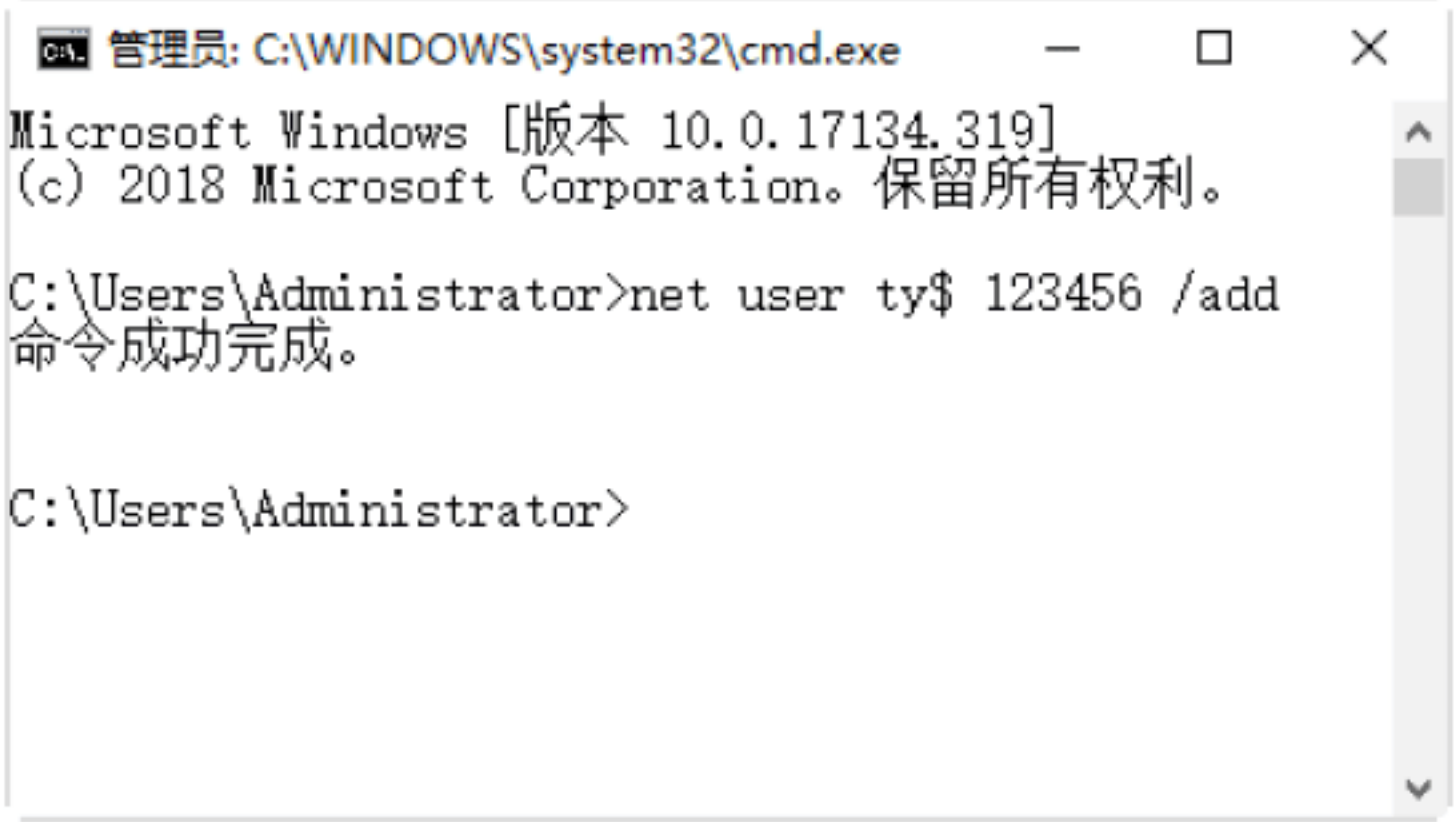 管理员: C:\WINDOWS\system32\cmd.exe
Microsoft Windows [版本 10.0.17134.319]
(c) 2018 Microsoft Corporation。保留所有权利。
C:\Users\Administrator>net user ty$ 123456 /add
命令成功完成。
C:\Users\Administrator>